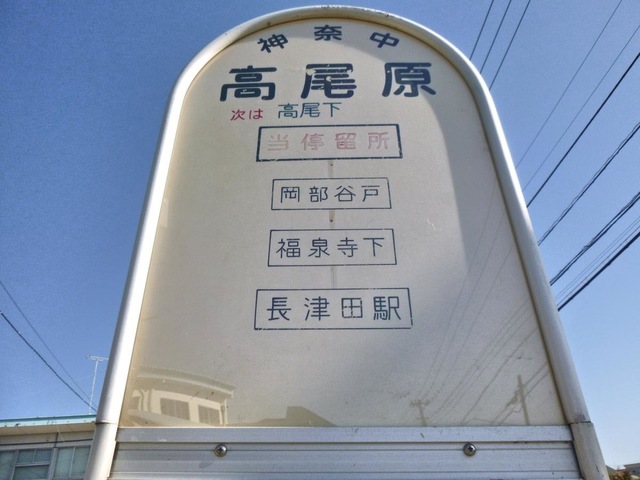 神奈中
高尾原
次は 高尾下
当停留所
岡部谷戸
福泉寺下
長津田駅